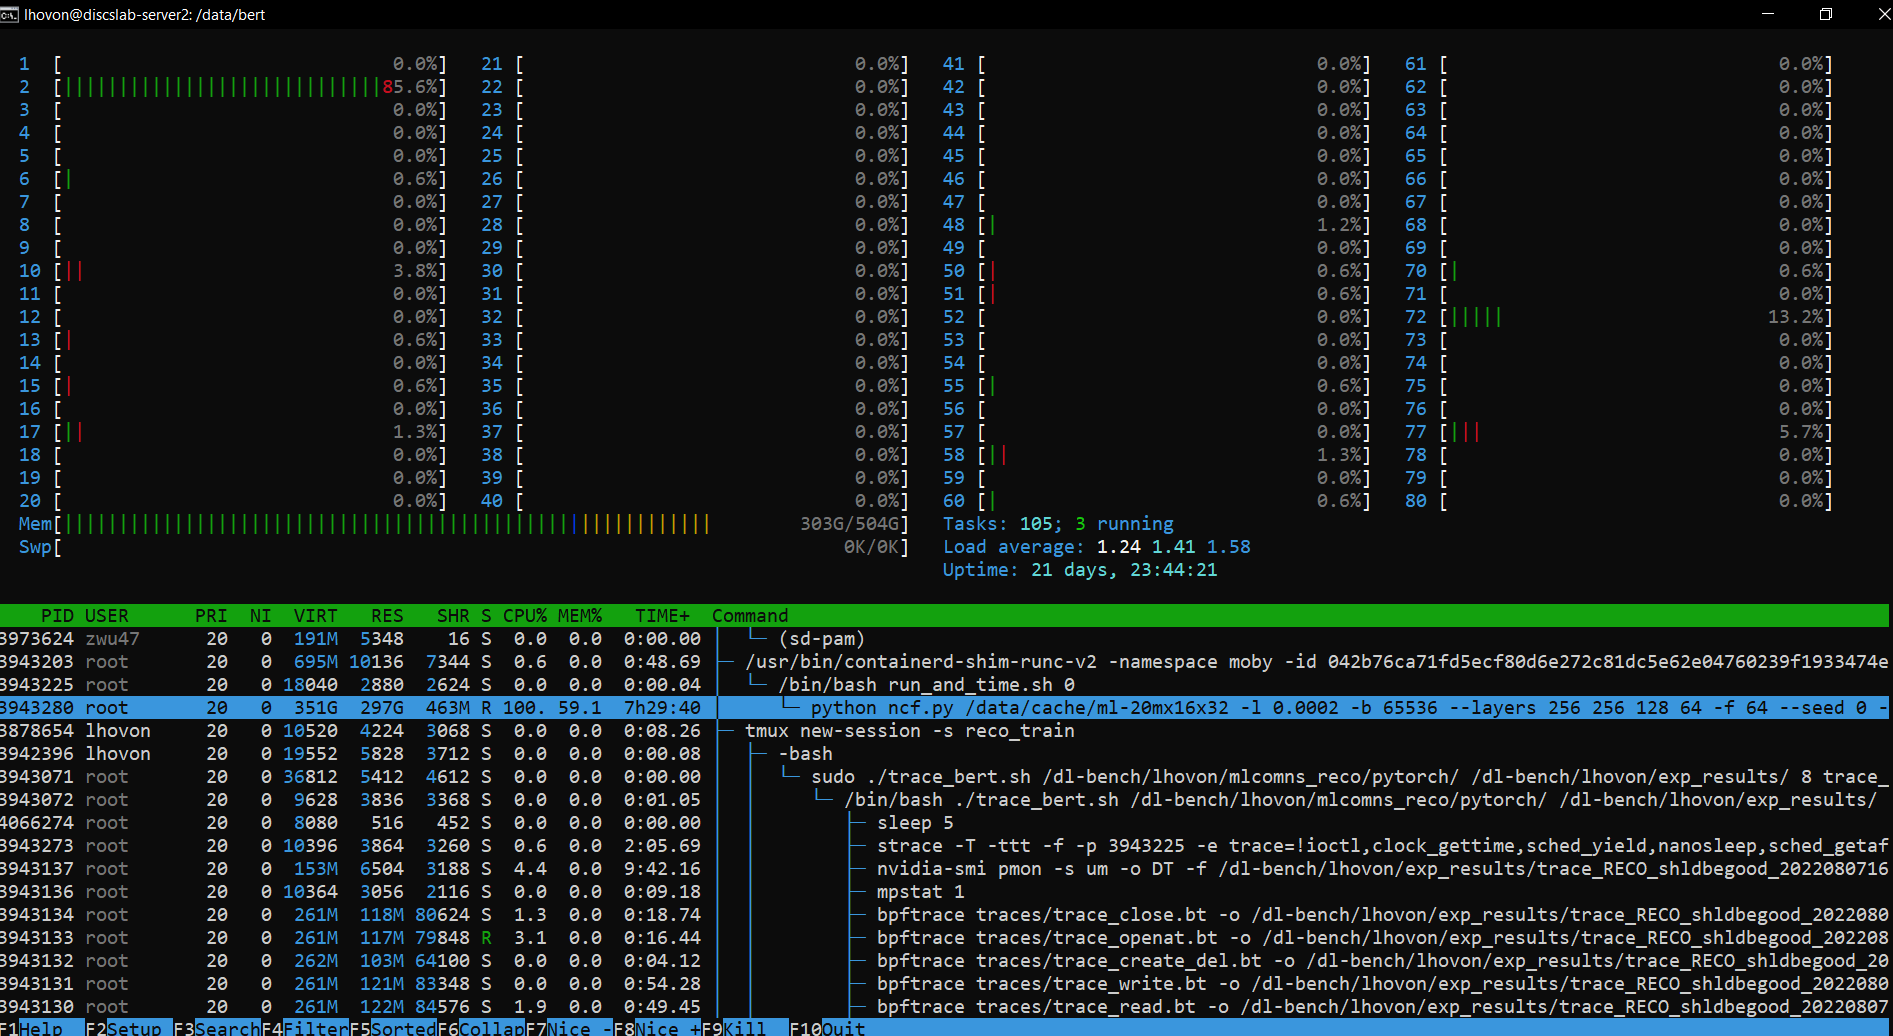 lhovon@discslab-server2: /data/bert
1 [ 0.0%] 21 [ 0.0%] 41 [ 0.0%] 61 [ 0.0%]
2 [||||||||||||||||||||||||||||| 85.6%] 22 [ 0.0%] 42 [ 0.0%] 62 [ 0.0%]
3 [ 0.0%] 23 [ 0.0%] 43 [ 0.0%] 63 [ 0.0%]
4 [ 0.0%] 24 [ 0.0%] 44 [ 0.0%] 64 [ 0.0%]
5 [ 0.0%] 25 [ 0.0%] 45 [ 0.0%] 65 [ 0.0%]
6 [| 0.6%] 26 [ 0.0%] 46 [ 0.0%] 66 [ 0.0%]
7 [ 0.0%] 27 [ 0.0%] 47 [ 0.0%] 67 [ 0.0%]
8 [ 0.0%] 28 [ 0.0%] 48 [| 1.2%] 68 [ 0.0%]
9 [ 0.0%] 29 [ 0.0%] 49 [ 0.0%] 69 [ 0.0%]
10 [|| 3.8%] 30 [ 0.0%] 50 [| 0.6%] 70 [| 0.6%]
11 [ 0.0%] 31 [ 0.0%] 51 [| 0.6%] 71 [ 0.0%]
12 [ 0.0%] 32 [ 0.0%] 52 [ 0.0%] 72 [||||| 13.2%]
13 [| 0.6%] 33 [ 0.0%] 53 [ 0.0%] 73 [ 0.0%]
14 [ 0.0%] 34 [ 0.0%] 54 [ 0.0%] 74 [ 0.0%]
15 [| 0.6%] 35 [ 0.0%] 55 [| 0.6%] 75 [ 0.0%]
16 [ 0.0%] 36 [ 0.0%] 56 [ 0.0%] 76 [ 0.0%]
17 [|| 1.3%] 37 [ 0.0%] 57 [ 0.0%] 77 [||| 5.7%]
18 [ 0.0%] 38 [ 0.0%] 58 [|| 1.3%] 78 [ 0.0%]
19 [ 0.0%] 39 [ 0.0%] 59 [ 0.0%] 79 [ 0.0%]
20 [ 0.0%] 40 [ 0.0%] 60 [| 0.6%] 80 [ 0.0%]
Mem[||||||||||||||||||||||||||||||||||||||||||||||||||||||||||| 303G/504G] Tasks: 105; 3 running
Swp[ 0K/0K] Load average: 1.24 1.41 1.58
Uptime: 21 days, 23:44:21
PID USER PRI NI VIRT RES SHR S CPU% MEM% TIME+ Command
3973624 zwu47 20 0 191M 5348 16 S 0.0 0.0 0:00.00 │ └─ (sd-pam)
3943203 root 20 0 695M 10136 7344 S 0.6 0.0 0:48.69 ├─ /usr/bin/containerd-shim-runc-v2 -namespace moby -id 042b76ca71fd5ecf80d6e272c81dc5e62e04760239f1933474e
3943225 root 20 0 18040 2880 2624 S 0.0 0.0 0:00.04 │ └─ /bin/bash run_and_time.sh 0
3943280 root 20 0 351G 297G 463M R 100. 59.1 7h29:40 │ └─ python ncf.py /data/cache/ml-20mx16x32 -l 0.0002 -b 65536 --layers 256 256 128 64 -f 64 --seed 0 -
3878654 lhovon 20 0 10520 4224 3068 S 0.0 0.0 0:08.26 ├─ tmux new-session -s reco_train
3942396 lhovon 20 0 19552 5828 3712 S 0.0 0.0 0:00.08 │ ├─ -bash
3943071 root 20 0 36812 5412 4612 S 0.0 0.0 0:00.00 │ │ └─ sudo ./trace_bert.sh /dl-bench/lhovon/mlcomns_reco/pytorch/ /dl-bench/lhovon/exp_results/ 8 trace_
3943072 root 20 0 9628 3836 3368 S 0.0 0.0 0:01.05 │ │ └─ /bin/bash ./trace_bert.sh /dl-bench/lhovon/mlcomns_reco/pytorch/ /dl-bench/lhovon/exp_results/
4066274 root 20 0 8080 516 452 S 0.0 0.0 0:00.00 │ │ ├─ sleep 5
3943273 root 20 0 10396 3864 3260 S 0.6 0.0 2:05.69 │ │ ├─ strace -T -ttt -f -p 3943225 -e trace=!ioctl,clock_gettime,sched_yield,nanosleep,sched_getaf
3943137 root 20 0 153M 6504 3188 S 4.4 0.0 9:42.16 │ │ ├─ nvidia-smi pmon -s um -o DT -f /dl-bench/lhovon/exp_results/trace_RECO_shldbegood_2022080716
3943136 root 20 0 10364 3056 2116 S 0.0 0.0 0:09.18 │ │ ├─ mpstat 1
3943134 root 20 0 261M 118M 80624 S 1.3 0.0 0:18.74 │ │ ├─ bpftrace traces/trace_close.bt -o /dl-bench/lhovon/exp_results/trace_RECO_shldbegood_2022080
3943133 root 20 0 261M 117M 79848 R 3.1 0.0 0:16.44 │ │ ├─ bpftrace traces/trace_openat.bt -o /dl-bench/lhovon/exp_results/trace_RECO_shldbegood_202208
3943132 root 20 0 262M 103M 64100 S 0.0 0.0 0:04.12 │ │ ├─ bpftrace traces/trace_create_del.bt -o /dl-bench/lhovon/exp_results/trace_RECO_shldbegood_20
3943131 root 20 0 261M 121M 83348 S 0.0 0.0 0:54.28 │ │ ├─ bpftrace traces/trace_write.bt -o /dl-bench/lhovon/exp_results/trace_RECO_shldbegood_2022080
3943130 root 20 0 261M 122M 84576 S 1.9 0.0 0:49.45 │ │ ├─ bpftrace traces/trace_read.bt -o /dl-bench/lhovon/exp_results/trace_RECO_shldbegood_20220807
F1Help F2Setup F3SearchF4FilterF5SortedF6CollapF7Nice -F8Nice +F9Kill F10Quit